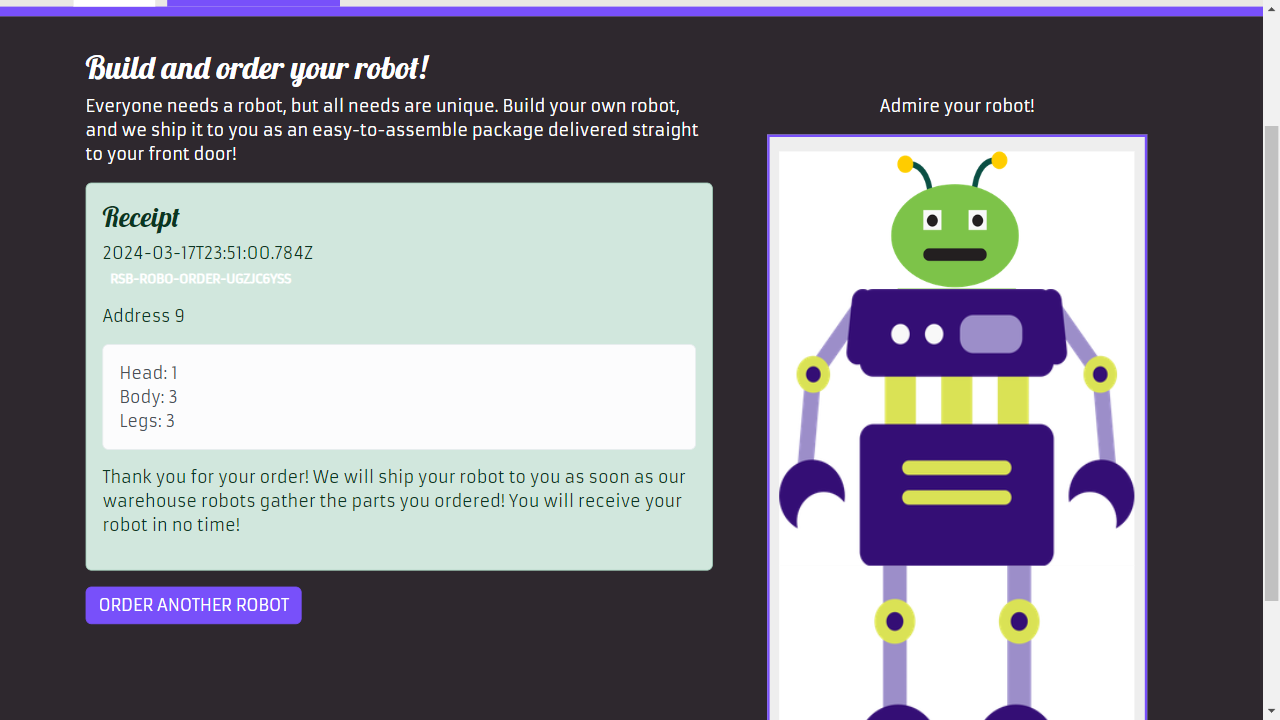 Build and order your robot!
Everyone needs a robot, but all needs are unique. Build your own robot,
and we ship it to you as an easy-to-assemble package delivered straight
to your front door!
Receipt
2024-03-17T23:51:00.784Z
RSB-ROBO-ORDER-UGZJC6YSS
Address 9
Head: 1
Body: 3
Legs: 3
Thank you for your order! We will ship your robot to you as soon as our
warehouse robots gather the parts you ordered! You will receive your
robot in no time!
ORDER ANOTHER ROBOT
Admire your robot!